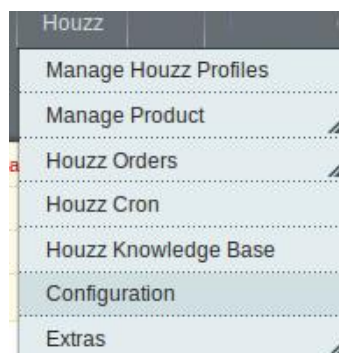 Houzz
Manage Houzz Profiles
Manage Product
a
Houzz Orders
Houzz Cron
Houzz Knowledge Base
Configuration
Extras